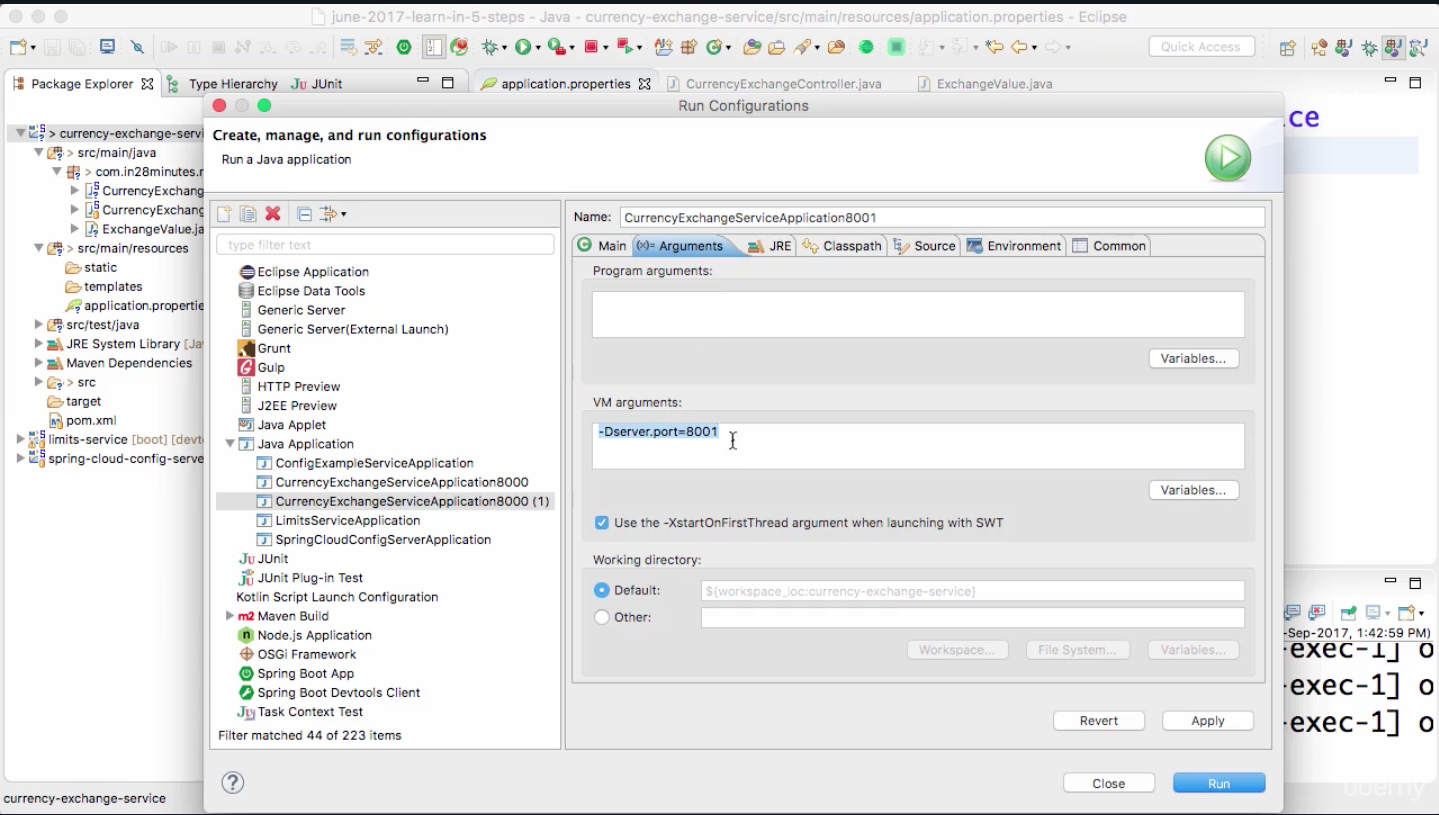 june-2017-learn-in-5-steps - Java - currency-exchange-service/src/main/resources/application.properties - Eclipse
Quick Access
Package Explorer
Type Hierarchy
JUnit
application.properties
CurrencyExchangeController.java
ExchangeValue.java
Run Configurations
Create, manage, and run configurations
Run a Java application
> currency-exchange-servi
> src/main/java
> com.in28minutes.r
CurrencyExchang
CurrencyExchang
ExchangeValue.ja
> src/main/resources
static
templates
application.propertie
src/test/java
JRE System Library [Jav
Maven Dependencies
> src
target
pom.xml
limits-service [boot] [devto
spring-cloud-config-serve
type filter text
Eclipse Application
Eclipse Data Tools
Generic Server
Generic Server(External Launch)
Grunt
Gulp
HTTP Preview
J2EE Preview
Java Applet
Java Application
ConfigExampleServiceApplication
CurrencyExchangeServiceApplication8000
CurrencyExchangeServiceApplication8000 (1)
LimitsServiceApplication
SpringCloudConfigServerApplication
JUnit
JUnit Plug-in Test
Kotlin Script Launch Configuration
m2 Maven Build
Node.js Application
OSGi Framework
Spring Boot App
Spring Boot Devtools Client
Task Context Test
Filter matched 44 of 223 items
Name: CurrencyExchangeServiceApplication8001
Main (x)= Arguments JRE Classpath Source Environment Common
Program arguments:
Variables...
VM arguments:
-Dserver.port=8001
Variables...
Use the -XstartOnFirstThread argument when launching with SWT
Working directory:
Default: ${workspace_loc:currency-exchange-service}
Other:
Workspace... File System... Variables...
Revert Apply
Close Run
ce
-Sep-2017, 1:42:59 PM)
-exec-1] o
-exec-1] o
-exec-1] o
currency-exchange-service
udemy